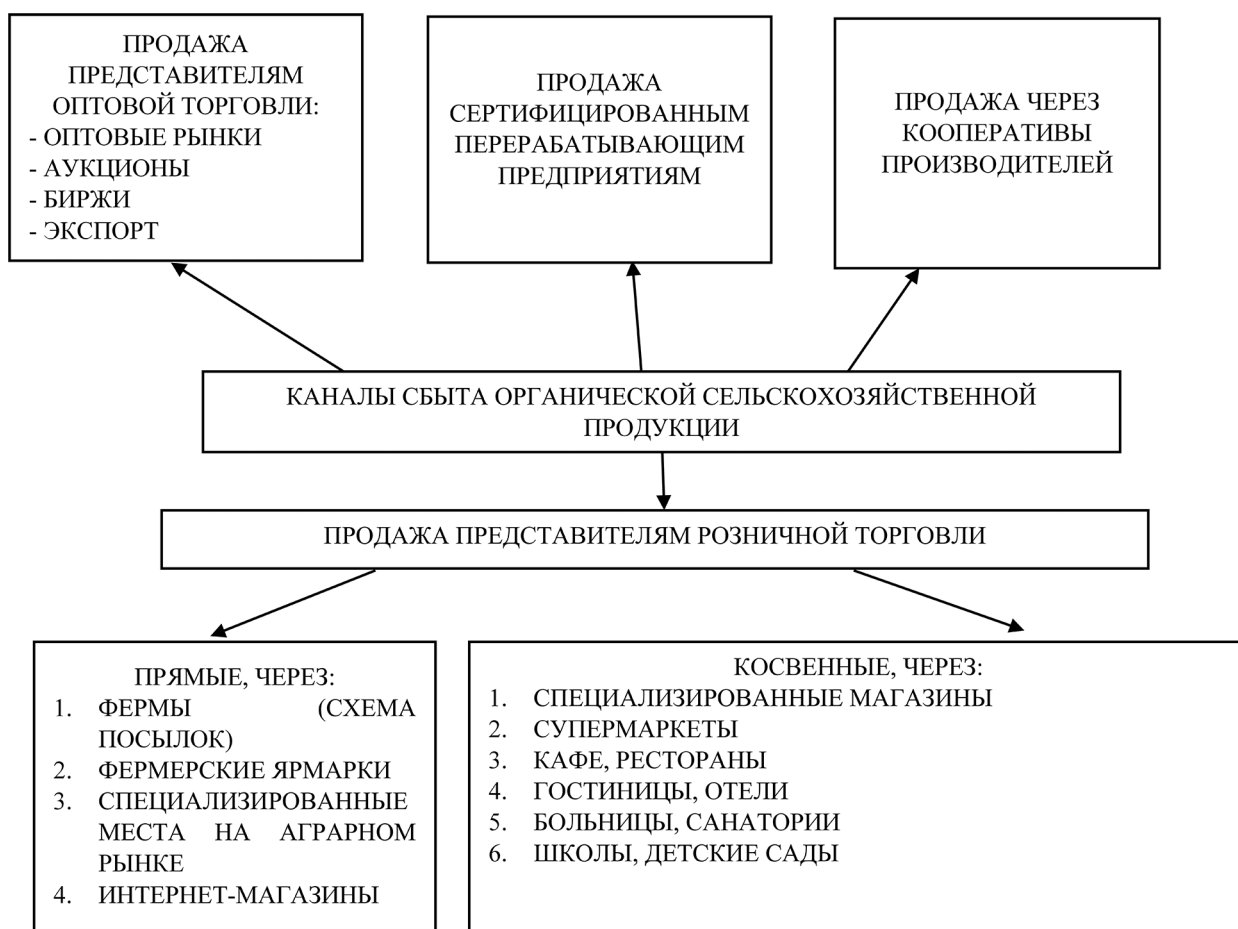 ПРОДАЖА
ПРЕДСТАВИТЕЛЯМ
ОПТОВОЙ ТОРГОВЛИ:
- ОПТОВЫЕ РЫНКИ
- АУКЦИОНЫ
- БИРЖИ
- ЭКСПОРТ
ПРОДАЖА
СЕРТИФИЦИРОВАННЫМ
ПЕРЕРАБАТЫВАЮЩИМ
ПРЕДПРИЯТИЯМ
ПРОДАЖА ЧЕРЕЗ
КООПЕРАТИВЫ
ПРОИЗВОДИТЕЛЕЙ
КАНАЛЫ СБЫТА ОРГАНИЧЕСКОЙ СЕЛЬСКОХОЗЯЙСТВЕННОЙ
ПРОДУКЦИИ
ПРОДАЖА ПРЕДСТАВИТЕЛЯМ РОЗНИЧНОЙ ТОРГОВЛИ
ПРЯМЫЕ, ЧЕРЕЗ:
1. ФЕРМЫ (СХЕМА
ПОСЫЛОК)
2. ФЕРМЕРСКИЕ ЯРМАРКИ
3. СПЕЦИАЛИЗИРОВАННЫЕ
МЕСТА НА АГРАРНОМ
РЫНКЕ
4. ИНТЕРНЕТ-МАГАЗИНЫ
КОСВЕННЫЕ, ЧЕРЕЗ:
1. СПЕЦИАЛИЗИРОВАННЫЕ МАГАЗИНЫ
2. СУПЕРМАРКЕТЫ
3. КАФЕ, РЕСТОРАНЫ
4. ГОСТИНИЦЫ, ОТЕЛИ
5. БОЛЬНИЦЫ, САНАТОРИИ
6. ШКОЛЫ, ДЕТСКИЕ САДЫ